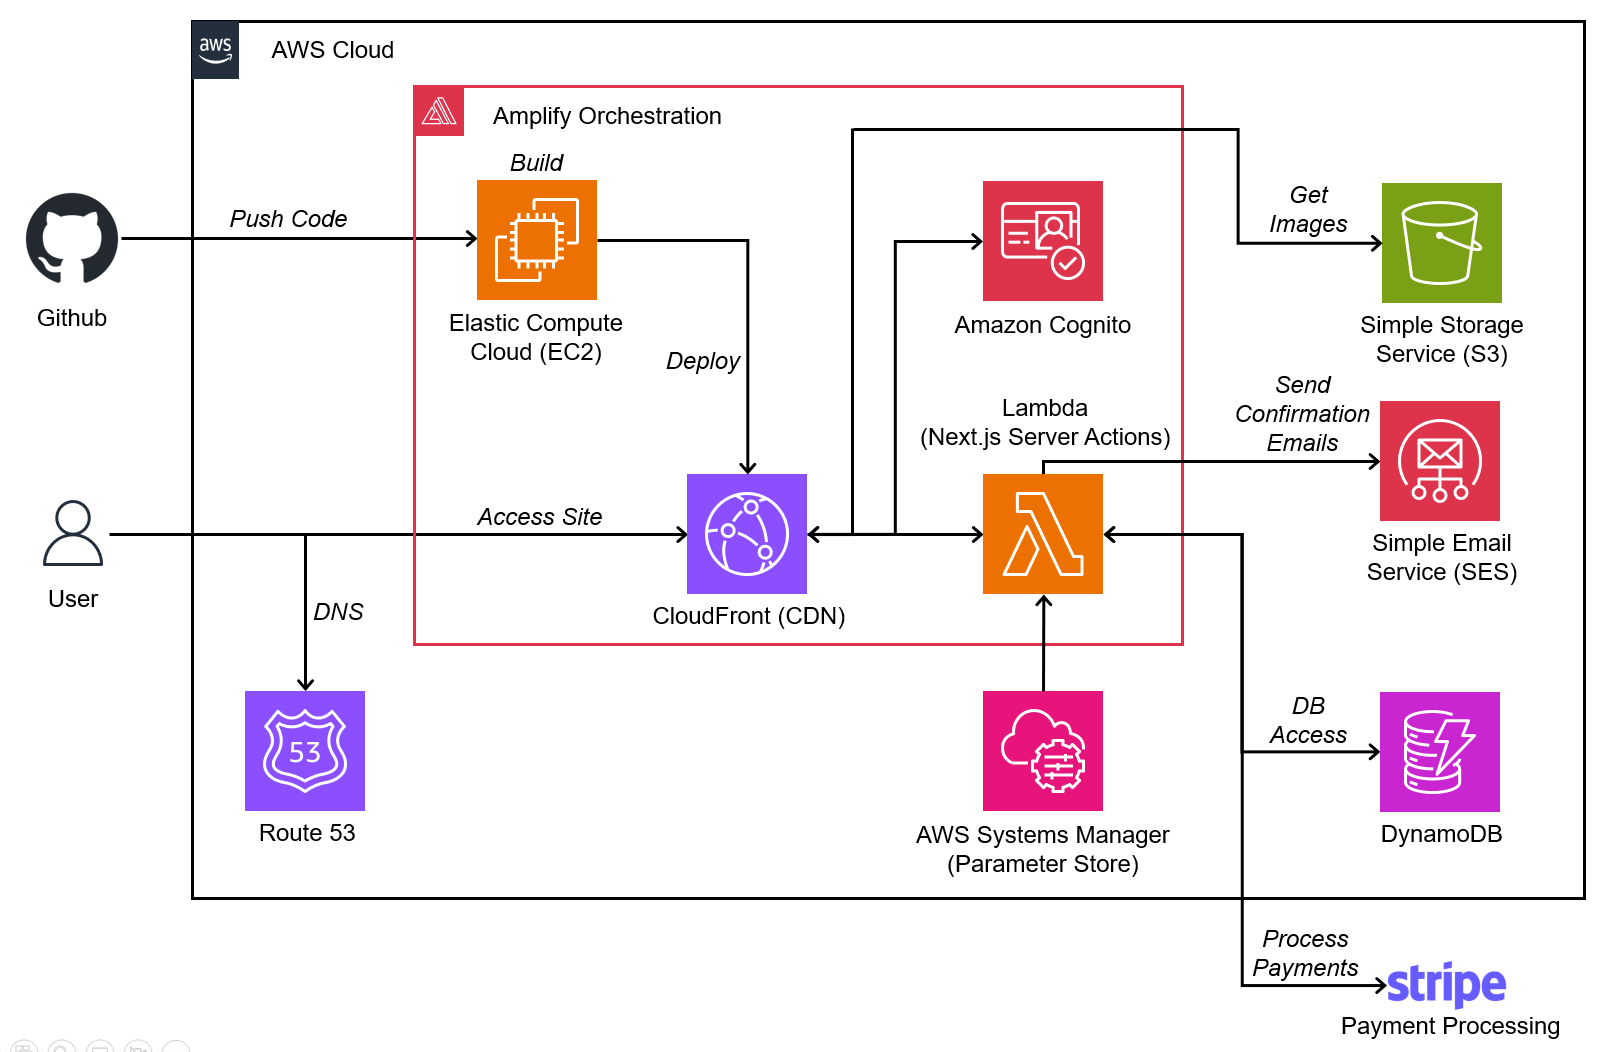 aws
AWS Cloud
Amplify Orchestration
Build
Push Code
Get
Images
Github
Elastic Compute
Cloud (EC2)
Amazon Cognito
Simple Storage
Service (S3)
Deploy
Send
Confirmation
Emails
Lambda
(Next.js Server Actions)
Access Site
Simple Email
Service (SES)
User
DNS
CloudFront (CDN)
DB
Access
53
Route 53
AWS Systems Manager
(Parameter Store)
DynamoDB
Process
Payments
stripe
Payment Processing